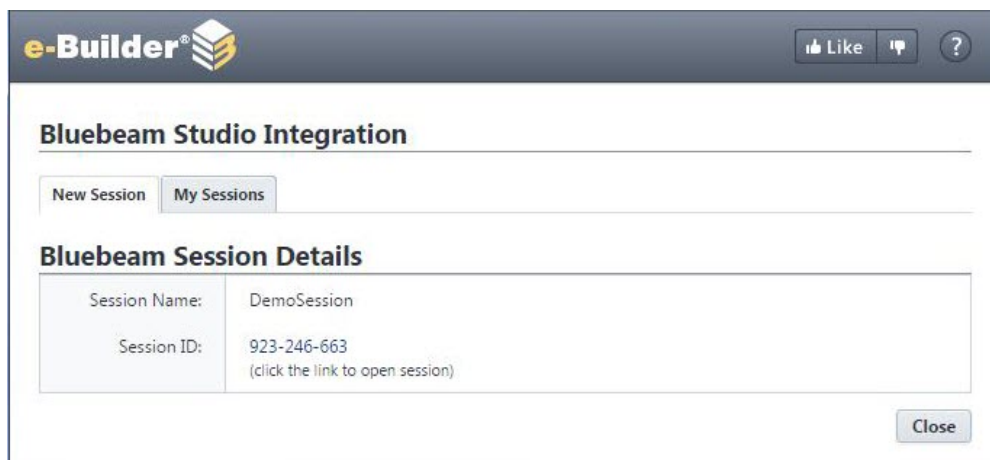 e-Builder®
Like
?
Bluebeam Studio Integration
New Session My Sessions
Bluebeam Session Details
Session Name: DemoSession
Session ID: 923-246-663
(click the link to open session)
Close